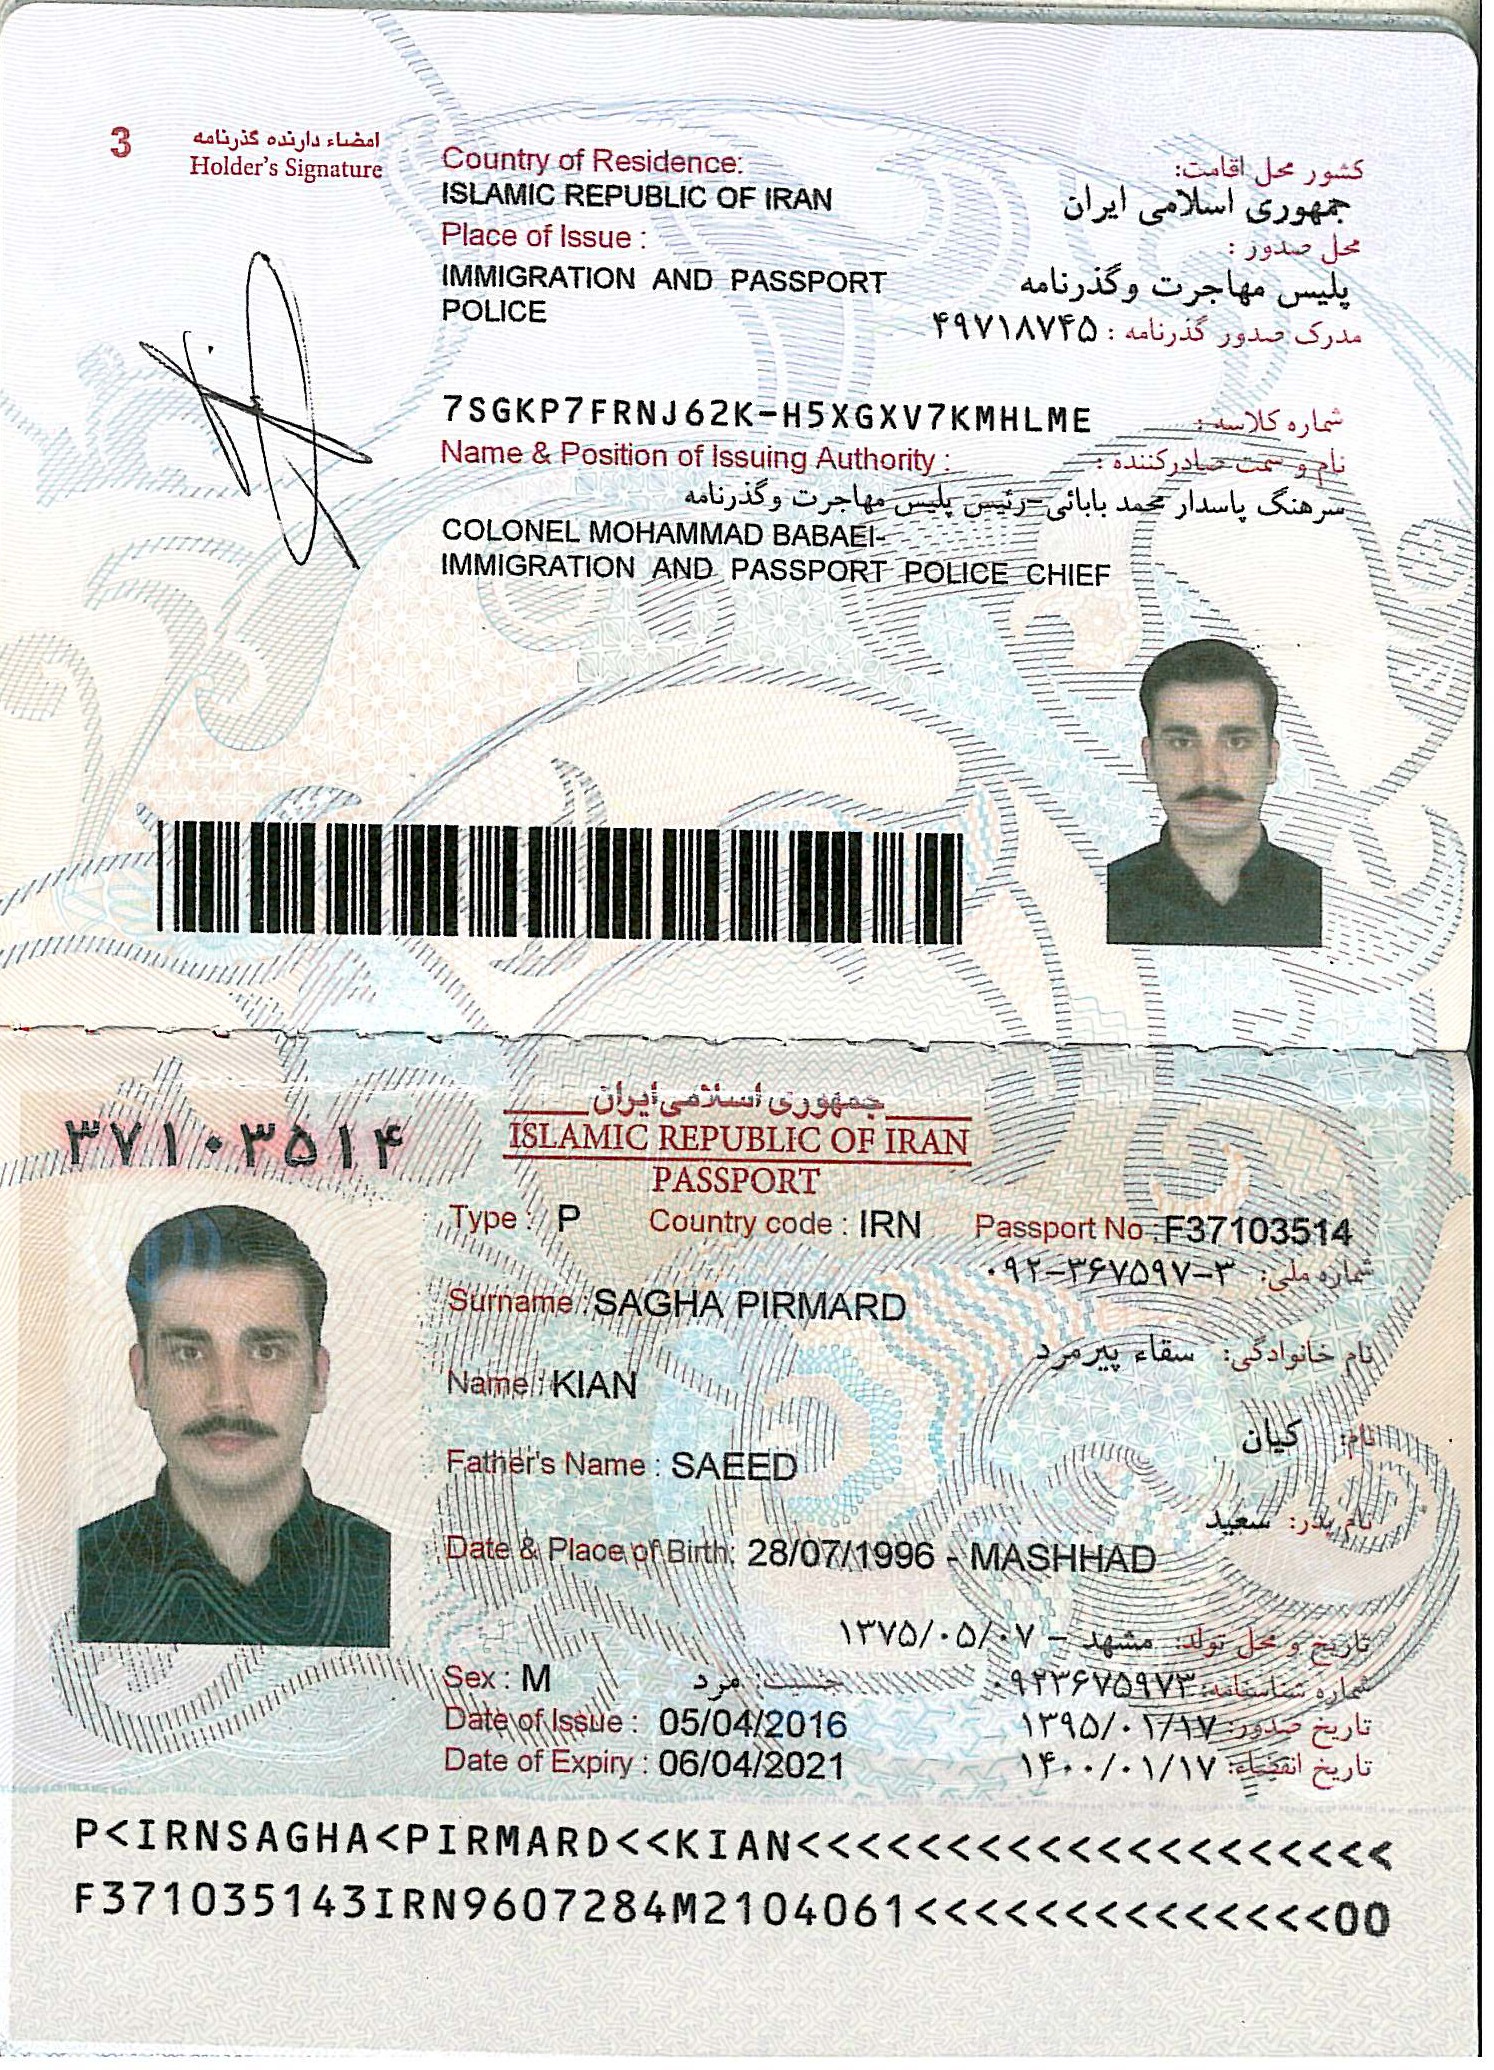 3
امضاء دارنده گذرنامه
Holder's Signature
Country of Residence:
کشور محل اقامت:
ISLAMIC REPUBLIC OF IRAN
جمهوری اسلامی ایران
Place of Issue :
محل صدور :
IMMIGRATION AND PASSPORT
POLICE
پلیس مهاجرت وگذرنامه
مدرک صدور گذرنامه : ۴۹۷۱۸۷۴۵
7SGKP7FRNJ62K-H5XGXV7KMHLME
شماره کلاسه :
Name & Position of Issuing Authority :
نام و سمت صادرکننده :
سرهنگ پاسدار محمد بابائی-رئیس پلیس مهاجرت وگذرنامه
COLONEL MOHAMMAD BABAEI-
IMMIGRATION AND PASSPORT POLICE CHIEF
جمهوری اسلامی ایران
۳۷۱۰۳۵۱۴
ISLAMIC REPUBLIC OF IRAN
PASSPORT
Type : P Country code : IRN Passport No.:F37103514
شماره ملی: ۰۹۲-۳۶۷۵۹۷-۳
Surname : SAGHA PIRMARD
نام خانوادگی: سقاء پیرمرد
Name : KIAN
نام: کیان
Father's Name : SAEED
نام پدر: سعید
Date & Place of Birth: 28/07/1996 - MASHHAD
تاریخ و محل تولد: مشهد - ۱۳۷۵/۰۵/۰۷
Sex : M
جنسیت: مرد
شماره شناسنامه: ۰۹۲۳۶۷۵۹۷۳
Date of Issue : 05/04/2016
تاریخ صدور: ۱۳۹۵/۰۱/۱۷
Date of Expiry : 06/04/2021
تاریخ انقضاء: ۱۴۰۰/۰۱/۱۷
P<IRNSAGHA<PIRMARD<<KIAN<<<<<<<<<<<<<<<<<<<<
F371035143IRN9607284M2104061<<<<<<<<<<<<<<00